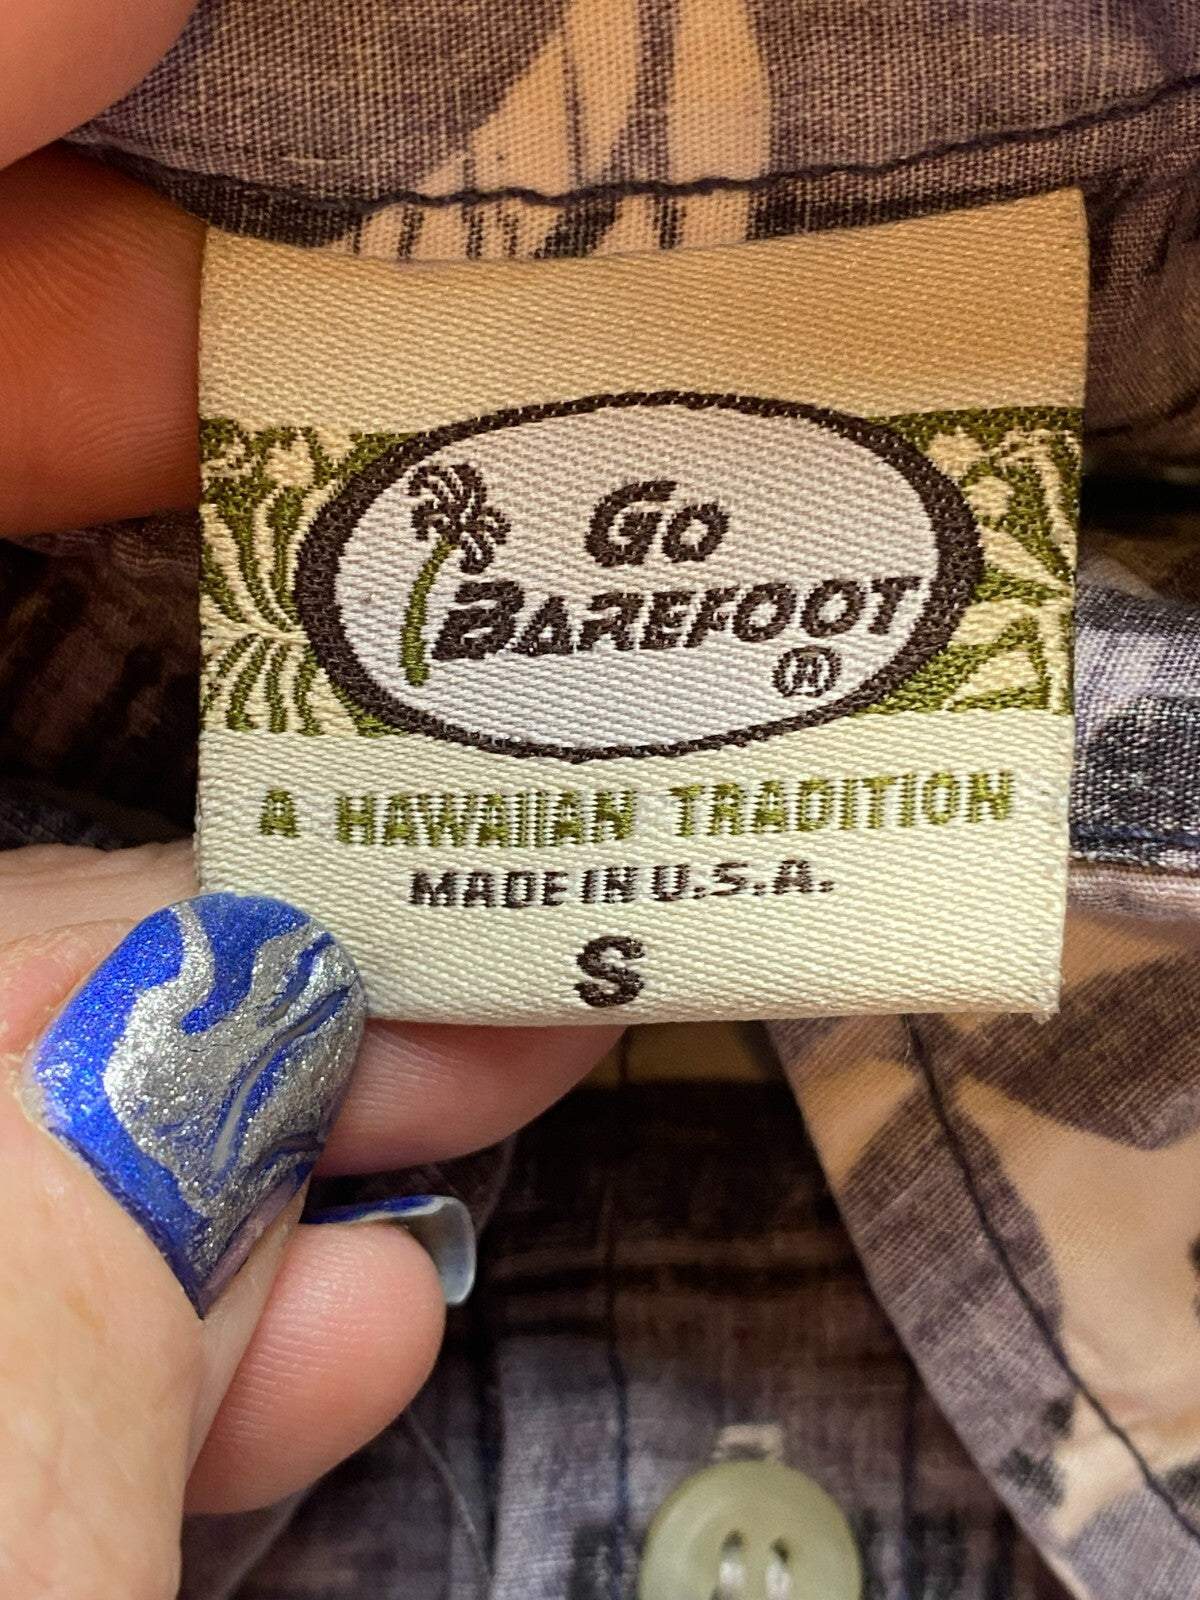 Go
BAREFOOT
®
A HAWAIIAN TRADITION
MADE IN U.S.A.
S